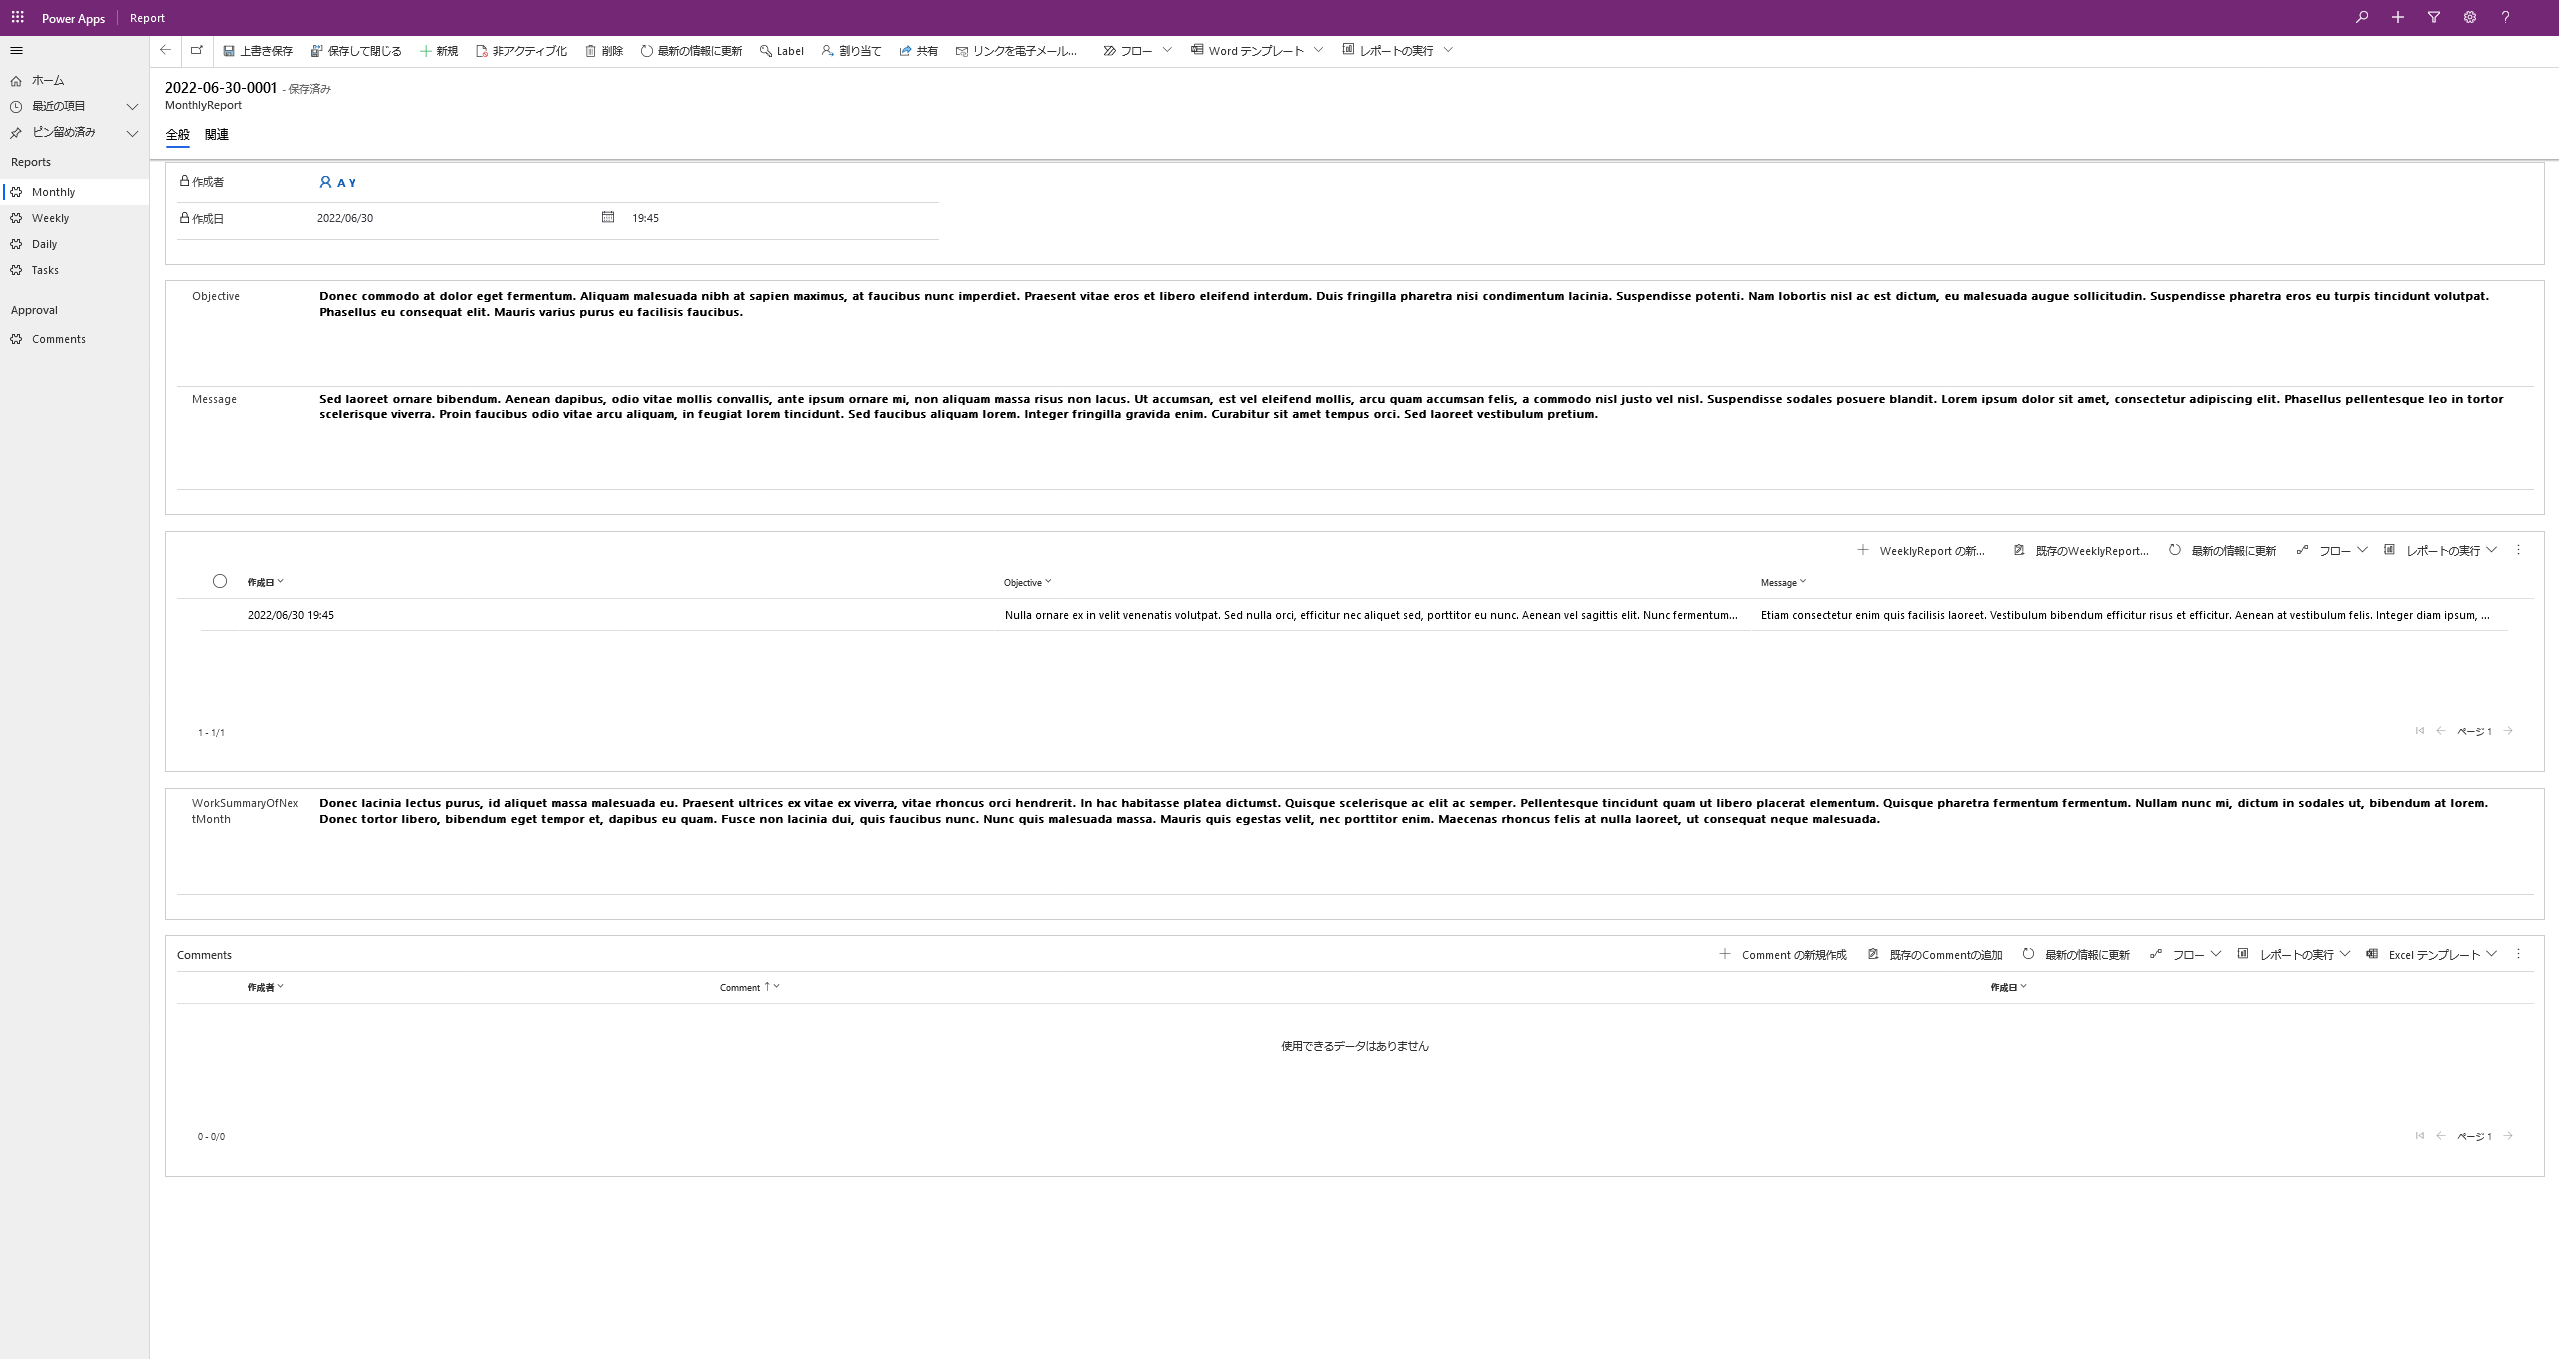 Power Apps Report
上書き保存 保存して閉じる 新規 非アクティブ化 削除 最新の情報に更新 Label 割り当て 共有 リンクを電子メール... フロー Word テンプレート レポートの実行
ホーム
最近の項目
ピン留め済み
Reports
Monthly
Weekly
Daily
Tasks
Approval
Comments
2022-06-30-0001 - 保存済み
MonthlyReport
全般 関連
作成者 A Y
作成日 2022/06/30 19:45
Objective Donec commodo at dolor eget fermentum. Aliquam malesuada nibh at sapien maximus, at faucibus nunc imperdiet. Praesent vitae eros et libero eleifend interdum. Duis fringilla pharetra nisi condimentum lacinia. Suspendisse potenti. Nam lobortis nisl ac est dictum, eu malesuada augue sollicitudin. Suspendisse pharetra eros eu turpis tincidunt volutpat.
Phasellus eu consequat elit. Mauris varius purus eu facilisis faucibus.
Message Sed laoreet ornare bibendum. Aenean dapibus, odio vitae mollis convallis, ante ipsum ornare mi, non aliquam massa risus non lacus. Ut accumsan, est vel eleifend mollis, arcu quam accumsan felis, a commodo nisl justo vel nisl. Suspendisse sodales posuere blandit. Lorem ipsum dolor sit amet, consectetur adipiscing elit. Phasellus pellentesque leo in tortor
scelerisque viverra. Proin faucibus odio vitae arcu aliquam, in feugiat lorem tincidunt. Sed faucibus aliquam lorem. Integer fringilla gravida enim. Curabitur sit amet tempus orci. Sed laoreet vestibulum pretium.
WeeklyReport の新... 既存のWeeklyReport... 最新の情報に更新 フロー レポートの実行
作成日 Objective Message
2022/06/30 19:45 Nulla ornare ex in velit venenatis volutpat. Sed nulla orci, efficitur nec aliquet sed, porttitor eu nunc. Aenean vel sagittis elit. Nunc fermentum... Etiam consectetur enim quis facilisis laoreet. Vestibulum bibendum efficitur risus et efficitur. Aenean at vestibulum felis. Integer diam ipsum, ...
1 - 1/1 ページ 1
WorkSummaryOfNex Donec lacinia lectus purus, id aliquet massa malesuada eu. Praesent ultrices ex vitae ex viverra, vitae rhoncus orci hendrerit. In hac habitasse platea dictumst. Quisque scelerisque ac elit ac semper. Pellentesque tincidunt quam ut libero placerat elementum. Quisque pharetra fermentum fermentum. Nullam nunc mi, dictum in sodales ut, bibendum at lorem.
tMonth Donec tortor libero, bibendum eget tempor et, dapibus eu quam. Fusce non lacinia dui, quis faucibus nunc. Nunc quis malesuada massa. Mauris quis egestas velit, nec porttitor enim. Maecenas rhoncus felis at nulla laoreet, ut consequat neque malesuada.
Comments Comment の新規作成 既存のCommentの追加 最新の情報に更新 フロー レポートの実行 Excel テンプレート
作成者 Comment ↑ 作成日
使用できるデータはありません
0 - 0/0 ページ 1